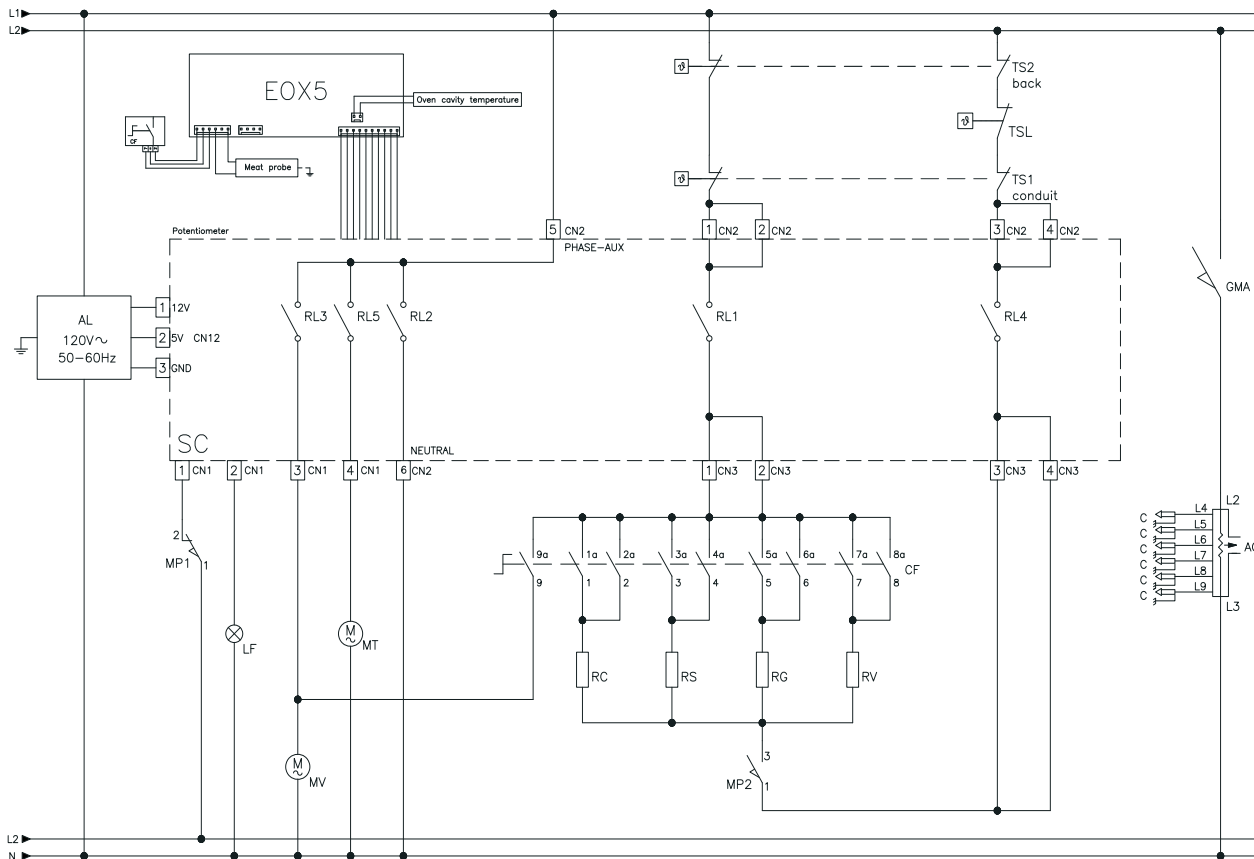 L1
L2
EOX5
Oven cavity temperature
CF
Meat probe
ϑ
TS2
back
ϑ
TSL
ϑ
TS1
conduit
Potentiometer
5 CN2
PHASE-AUX
1 CN2
2 CN2
3 CN2
4 CN2
GMA
RL3
RL5
RL2
RL1
RL4
AL
120V~
50-60Hz
1 12V
2 5V CN12
3 GND
SC
NEUTRAL
1 CN1
2 CN1
3 CN1
4 CN1
6 CN2
1 CN3
2 CN3
3 CN3
4 CN3
L2
C L4
C L5
C L6
C L7
C L8
C L9
AC
L3
2
MP1
1
9a
1a
2a
3a
4a
5a
6a
7a
8a
CF
9
1
2
3
4
5
6
7
8
LF
M
~
MT
RC
RS
RG
RV
M
~
MV
3
MP2
1
L2
N